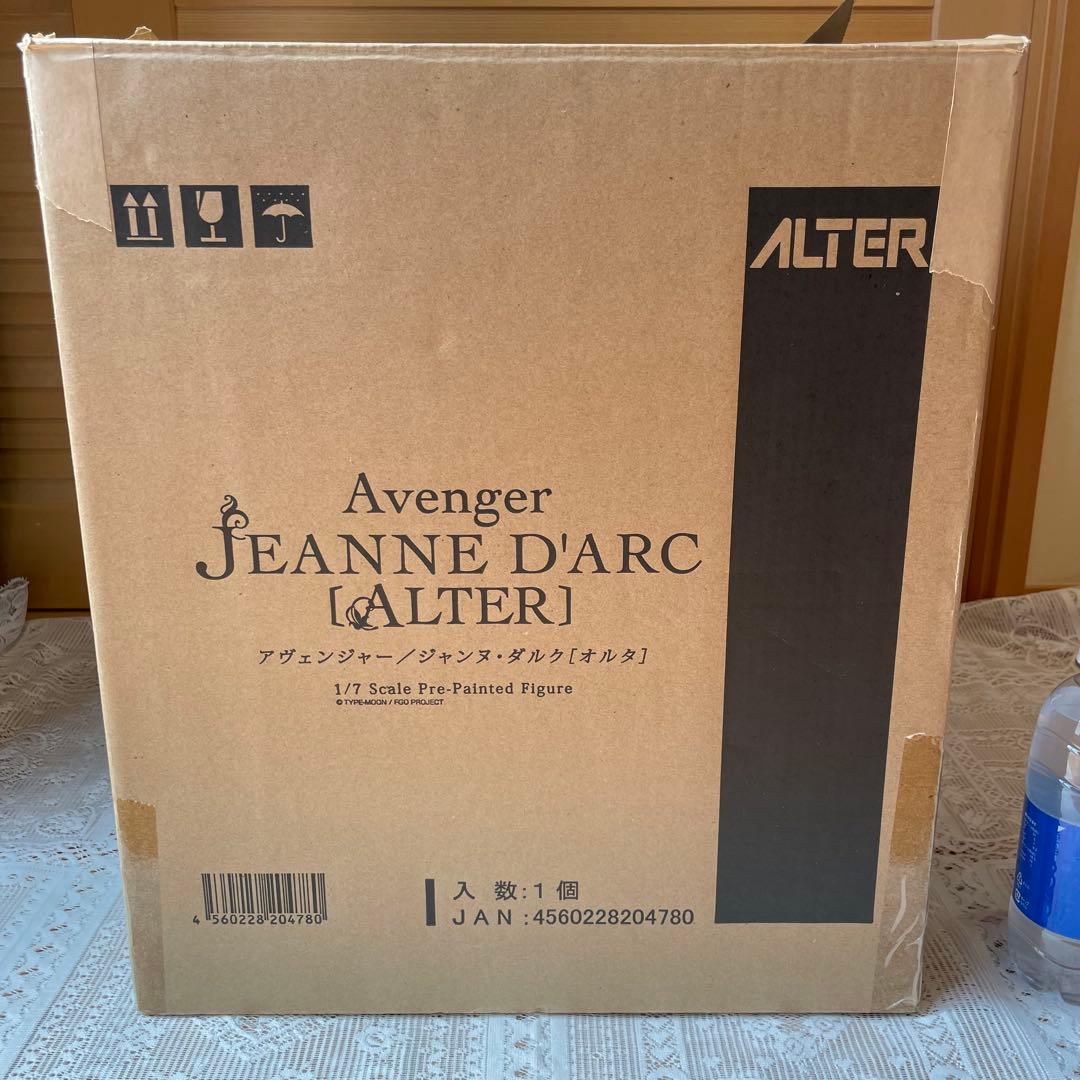 ALTER
Avenger
JEANNE D'ARC
[ALTER]
アヴェンジャー／ジャンヌ・ダルク[オルタ]
1/7 Scale Pre-Painted Figure
© TYPE-MOON / FGO PROJECT
4 560228 204780
入 数:1個
JAN:4560228204780